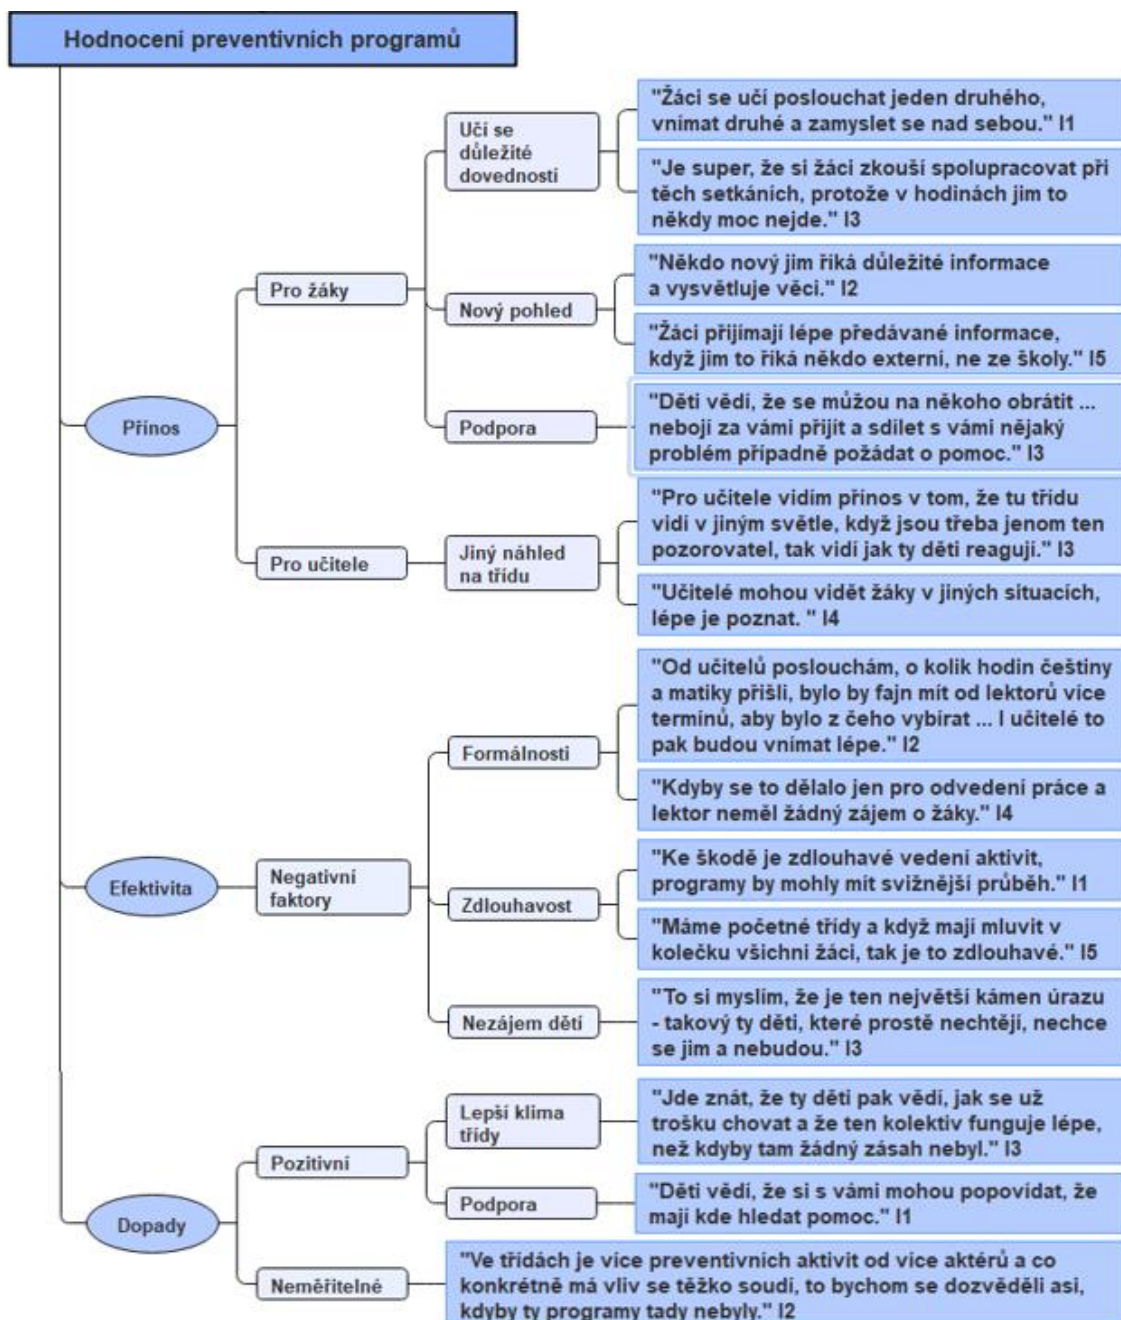 Hodnocení preventivních programů
Přínos
Pro žáky
Učí se
důležité
dovednosti
"Žáci se učí poslouchat jeden druhého,
vnímat druhé a zamyslet se nad sebou." I1
"Je super, že si žáci zkouší spolupracovat při
těch setkáních, protože v hodinách jim to
někdy moc nejde." I3
Nový pohled
"Někdo nový jim říká důležité informace
a vysvětluje věci." I2
"Žáci přijímají lépe předávané informace,
když jim to říká někdo externí, ne ze školy." I5
Podpora
"Děti vědí, že se můžou na někoho obrátit ...
nebojí za vámi přijít a sdílet s vámi nějaký
problém případně požádat o pomoc." I3
Pro učitele
Jiný náhled
na třídu
"Pro učitele vidím přínos v tom, že tu třídu
vidí v jiným světle, když jsou třeba jenom ten
pozorovatel, tak vidí jak ty děti reagují." I3
"Učitelé mohou vidět žáky v jiných situacích,
lépe je poznat. " I4
Efektivita
Negativní
faktory
Formálnosti
"Od učitelů poslouchám, o kolik hodin češtiny
a matiky přišli, bylo by fajn mít od lektorů více
termínů, aby bylo z čeho vybírat ... I učitelé to
pak budou vnímat lépe." I2
"Kdyby se to dělalo jen pro odvedení práce a
lektor neměl žádný zájem o žáky." I4
Zdlouhavost
"Ke škodě je zdlouhavé vedení aktivit,
programy by mohly mít svižnější průběh." I1
"Máme početné třídy a když mají mluvit v
kolečku všichni žáci, tak je to zdlouhavé." I5
Nezájem dětí
"To si myslím, že je ten největší kámen úrazu
- takový ty děti, které prostě nechtějí, nechce
se jim a nebudou." I3
Dopady
Pozitivní
Lepší klima
třídy
"Jde znát, že ty děti pak vědí, jak se už
trošku chovat a že ten kolektiv funguje lépe,
než kdyby tam žádný zásah nebyl." I3
Podpora
"Děti vědí, že si s vámi mohou popovídat, že
mají kde hledat pomoc." I1
Neměřitelné
"Ve třídách je více preventivních aktivit od více aktérů a co
konkrétně má vliv se těžko soudí, to bychom se dozvěděli asi,
kdyby ty programy tady nebyly." I2